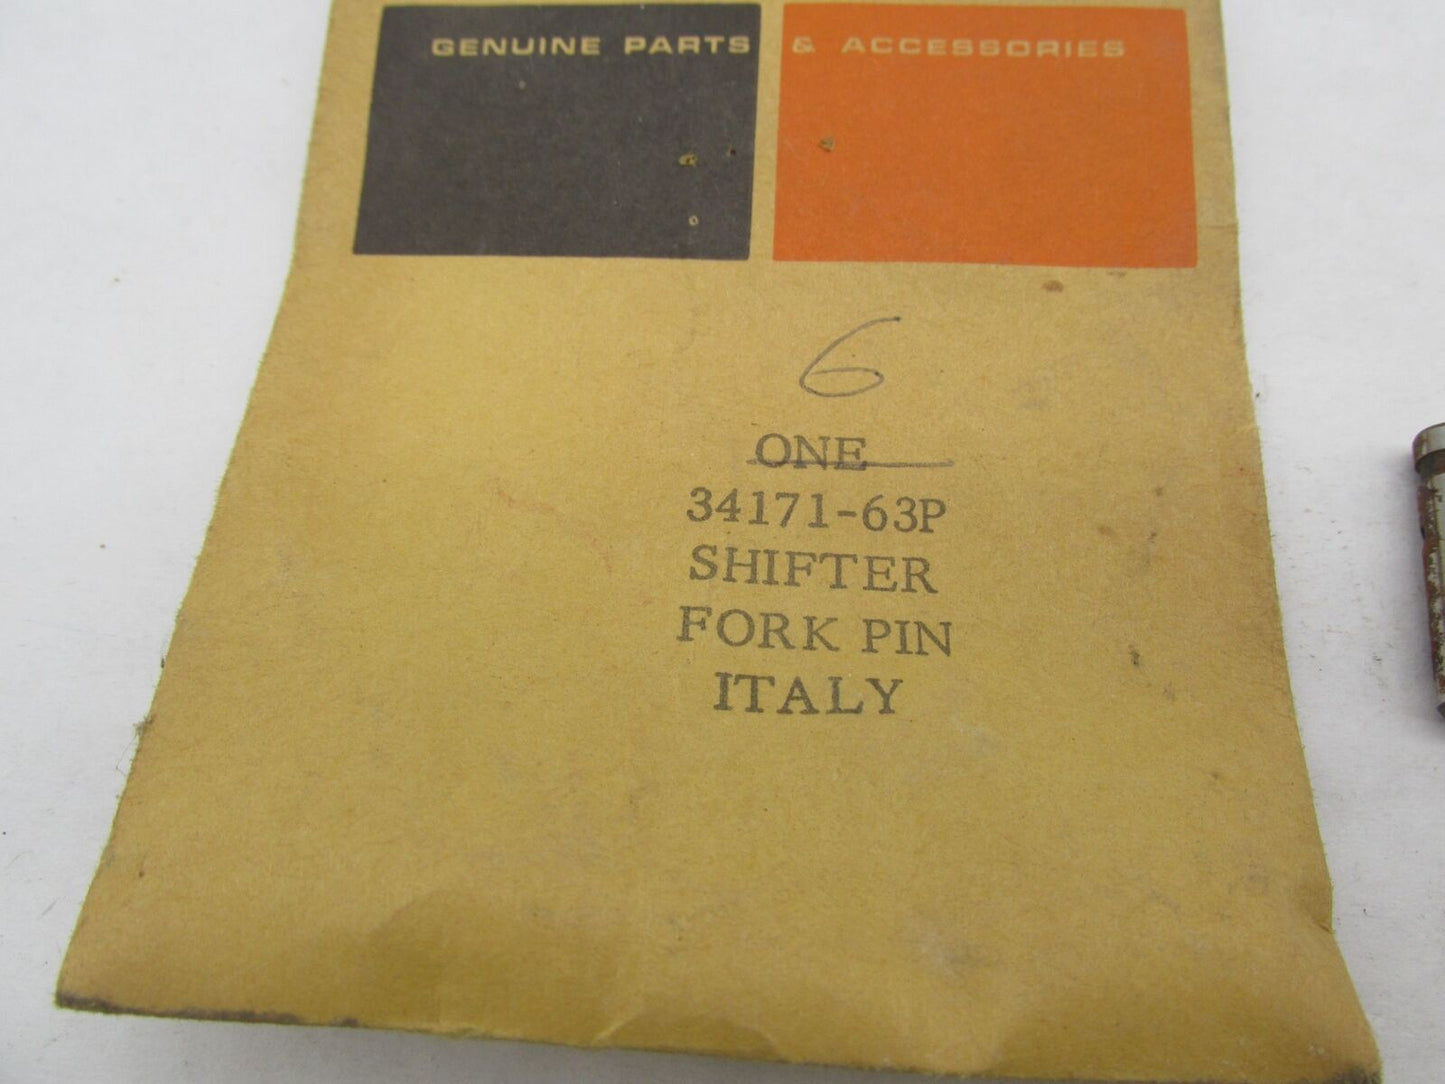 GENUINE PARTS & ACCESSORIES
6
ONE
34171-63P
SHIFTER
FORK PIN
ITALY